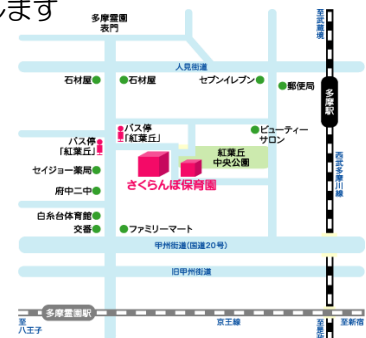 します
多摩霊園
表門
至武蔵境
人見街道
石材屋
石材屋
セブンイレブン
郵便局
多摩駅
バス停
「紅葉丘」
バス停
「紅葉丘」
ビューティー
サロン
紅葉丘
中央公園
西武多摩川線
セイジョー薬局
さくらんぼ保育園
府中二中
白糸台体育館
交番
ファミリーマート
甲州街道(国道20号)
旧甲州街道
多摩霊園駅
至
八王子
京王線
至是政
至新宿